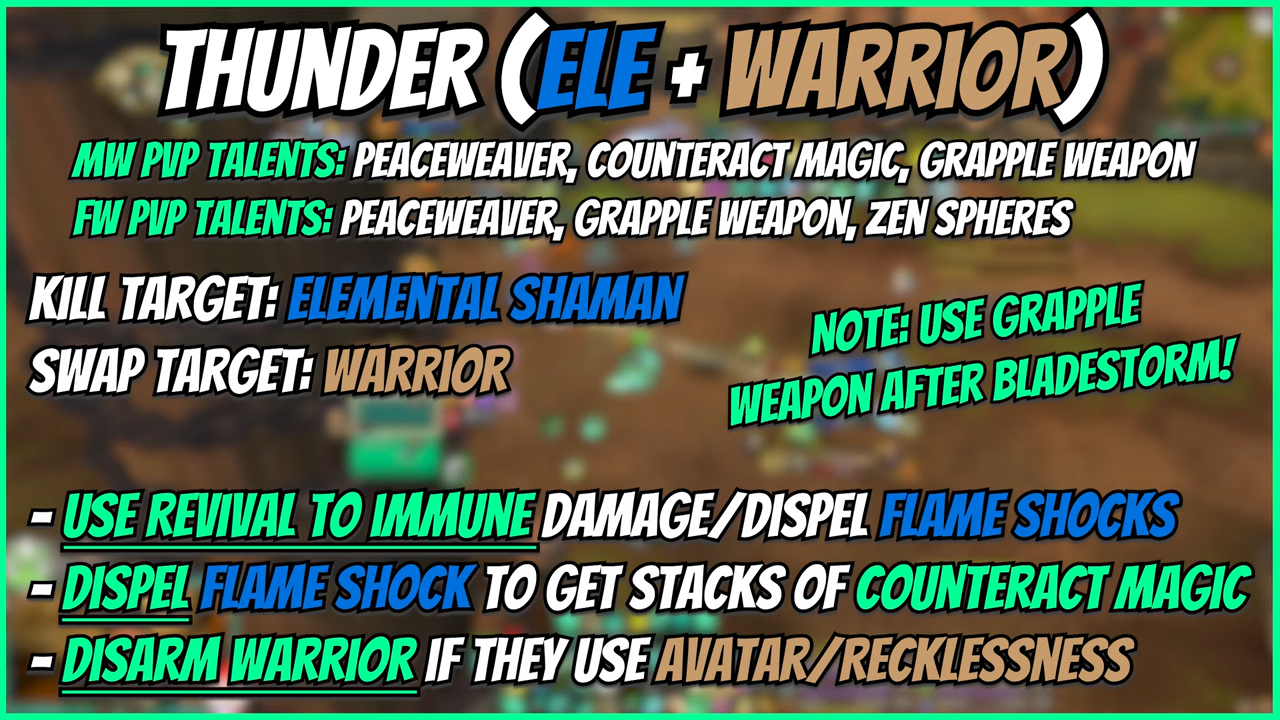 THUNDER (ELE + WARRIOR)
MW PVP TALENTS: PEACEWEAVER, COUNTERACT MAGIC, GRAPPLE WEAPON
FW PVP TALENTS: PEACEWEAVER, GRAPPLE WEAPON, ZEN SPHERES
KILL TARGET: ELEMENTAL SHAMAN
SWAP TARGET: WARRIOR
NOTE: USE GRAPPLE
WEAPON AFTER BLADESTORM!
- USE REVIVAL TO IMMUNE DAMAGE/DISPEL FLAME SHOCKS
- DISPEL FLAME SHOCK TO GET STACKS OF COUNTERACT MAGIC
- DISARM WARRIOR IF THEY USE AVATAR/RECKLESSNESS